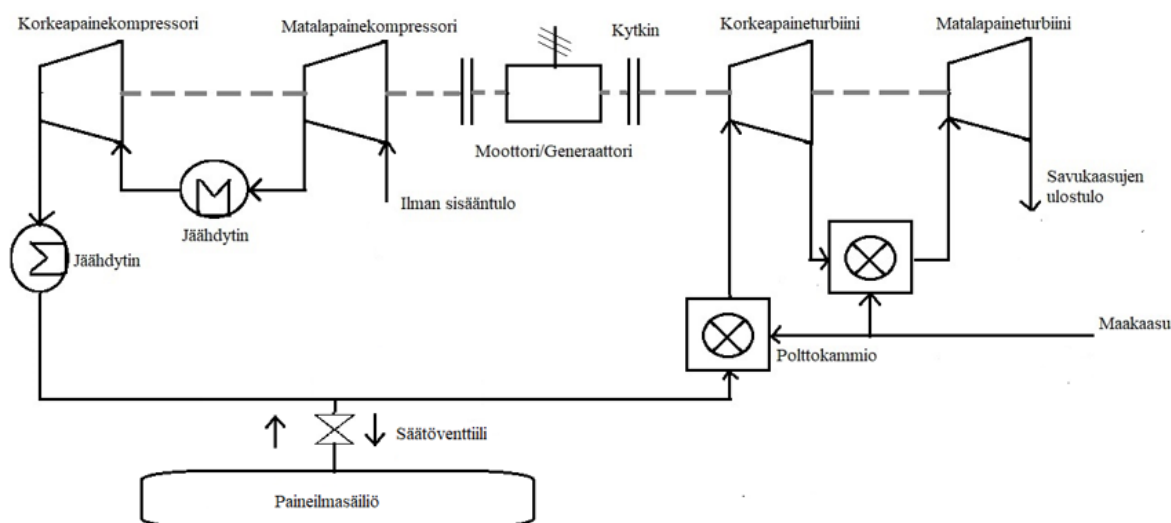 Korkeapainekompressori
Matalapainekompressori
Kytkin
Korkeapaineturbiini
Matalapaineturbiini
Moottori/Generaattori
Ilman sisääntulo
Jäähdytin
Savukaasujen
ulostulo
Jäähdytin
Maakaasu
Polttokammio
Säätöventtiili
Paineilmasäiliö